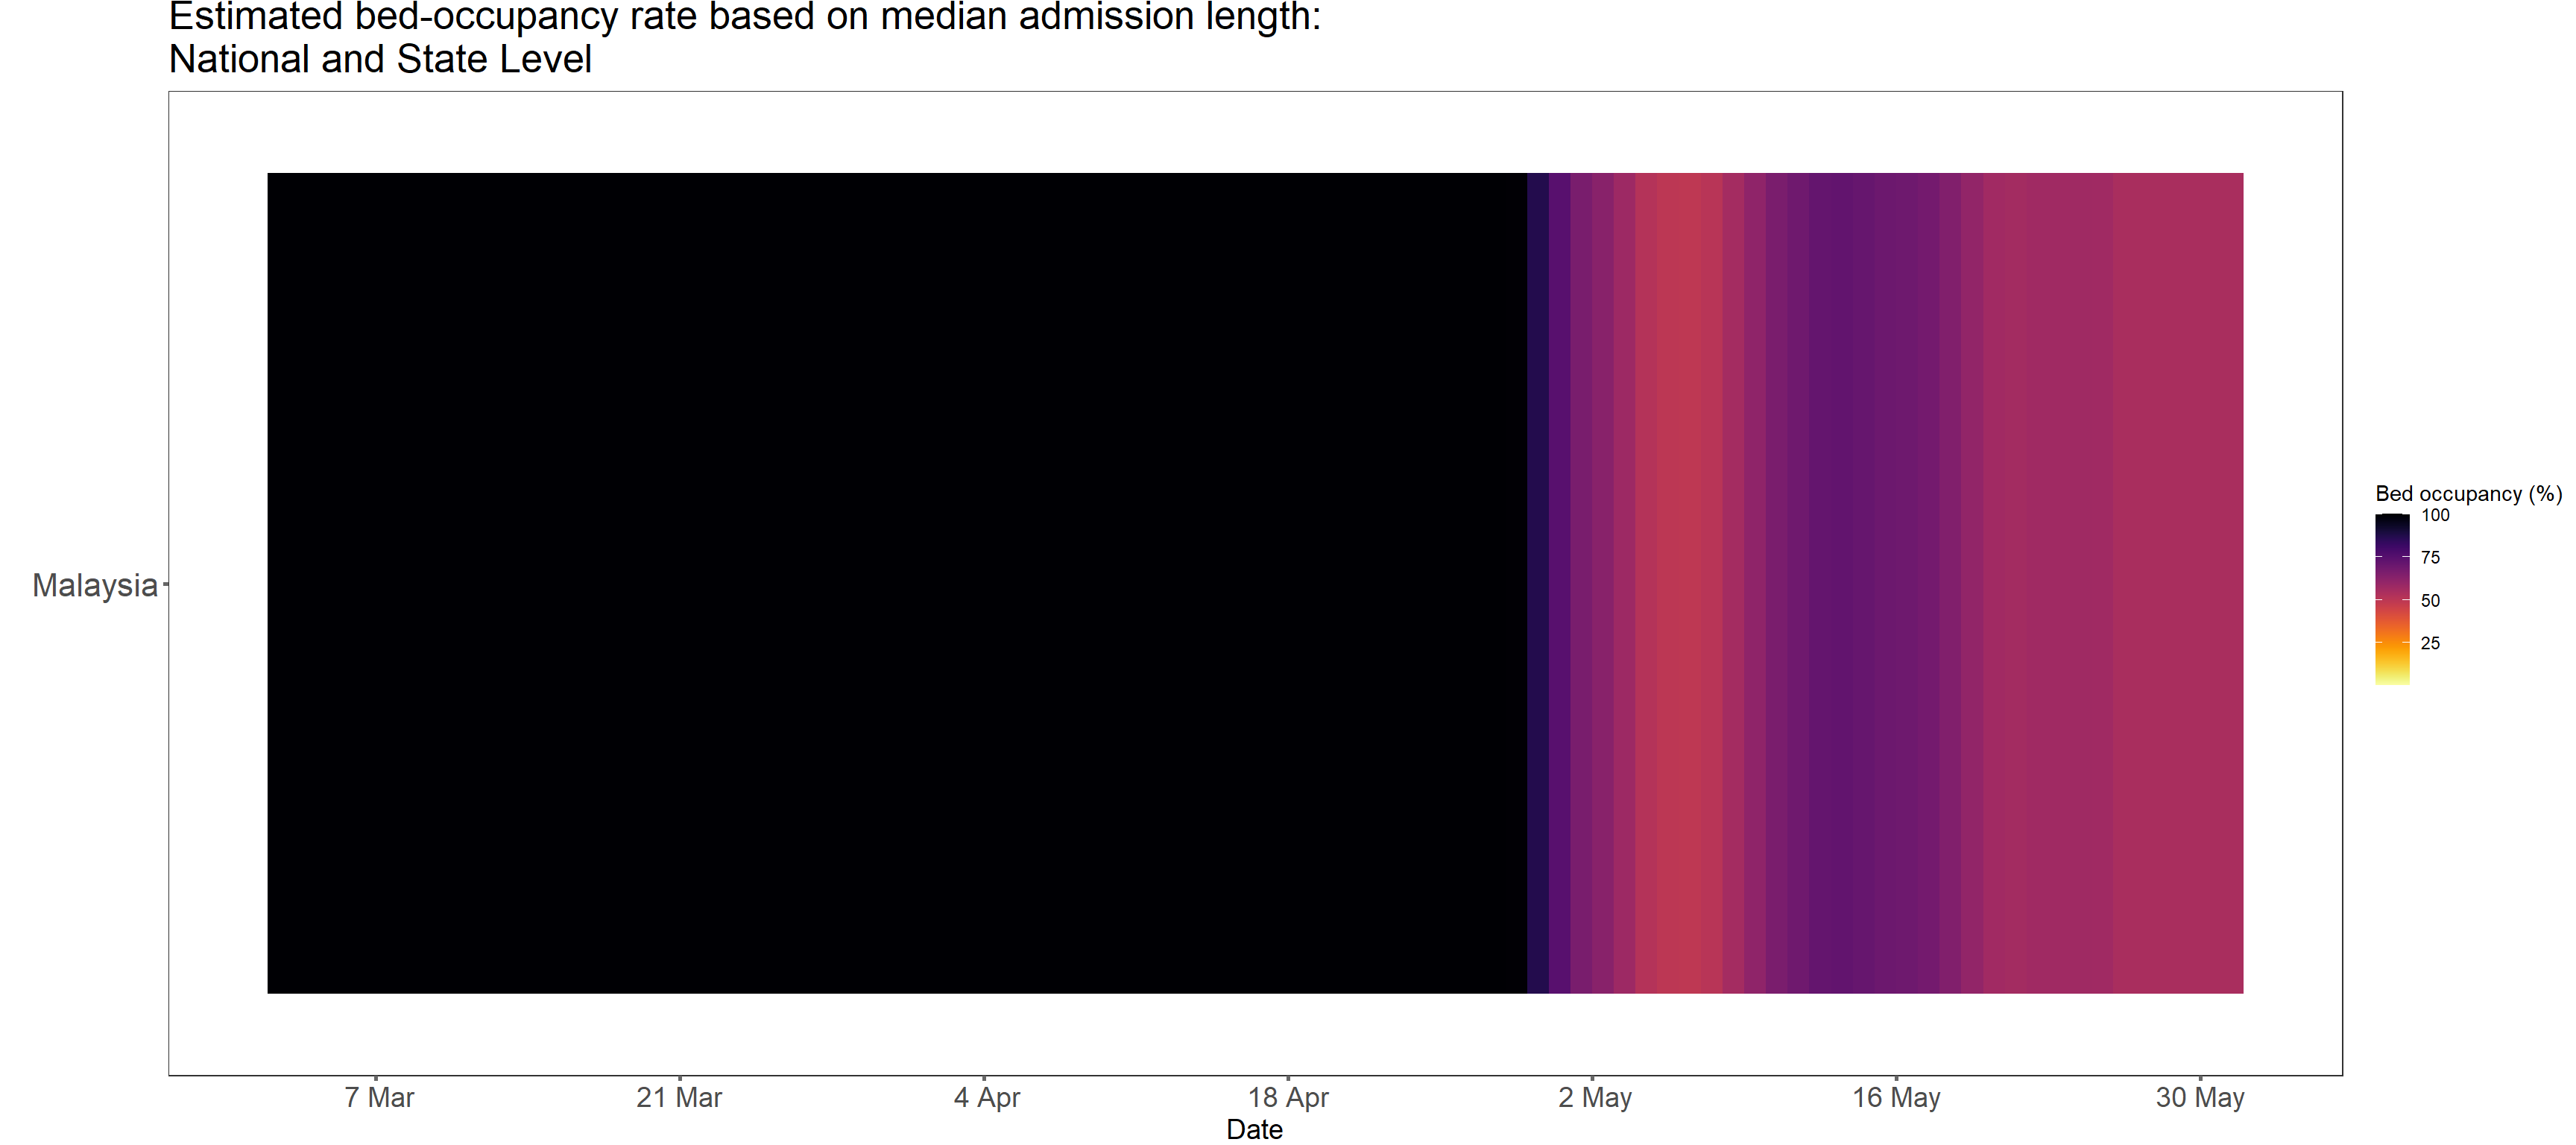 Estimated bed-occupancy rate based on median admission length:
National and State Level
Malaysia
Bed occupancy (%)
100
75
50
25
7 Mar
21 Mar
4 Apr
18 Apr
2 May
16 May
30 May
Date